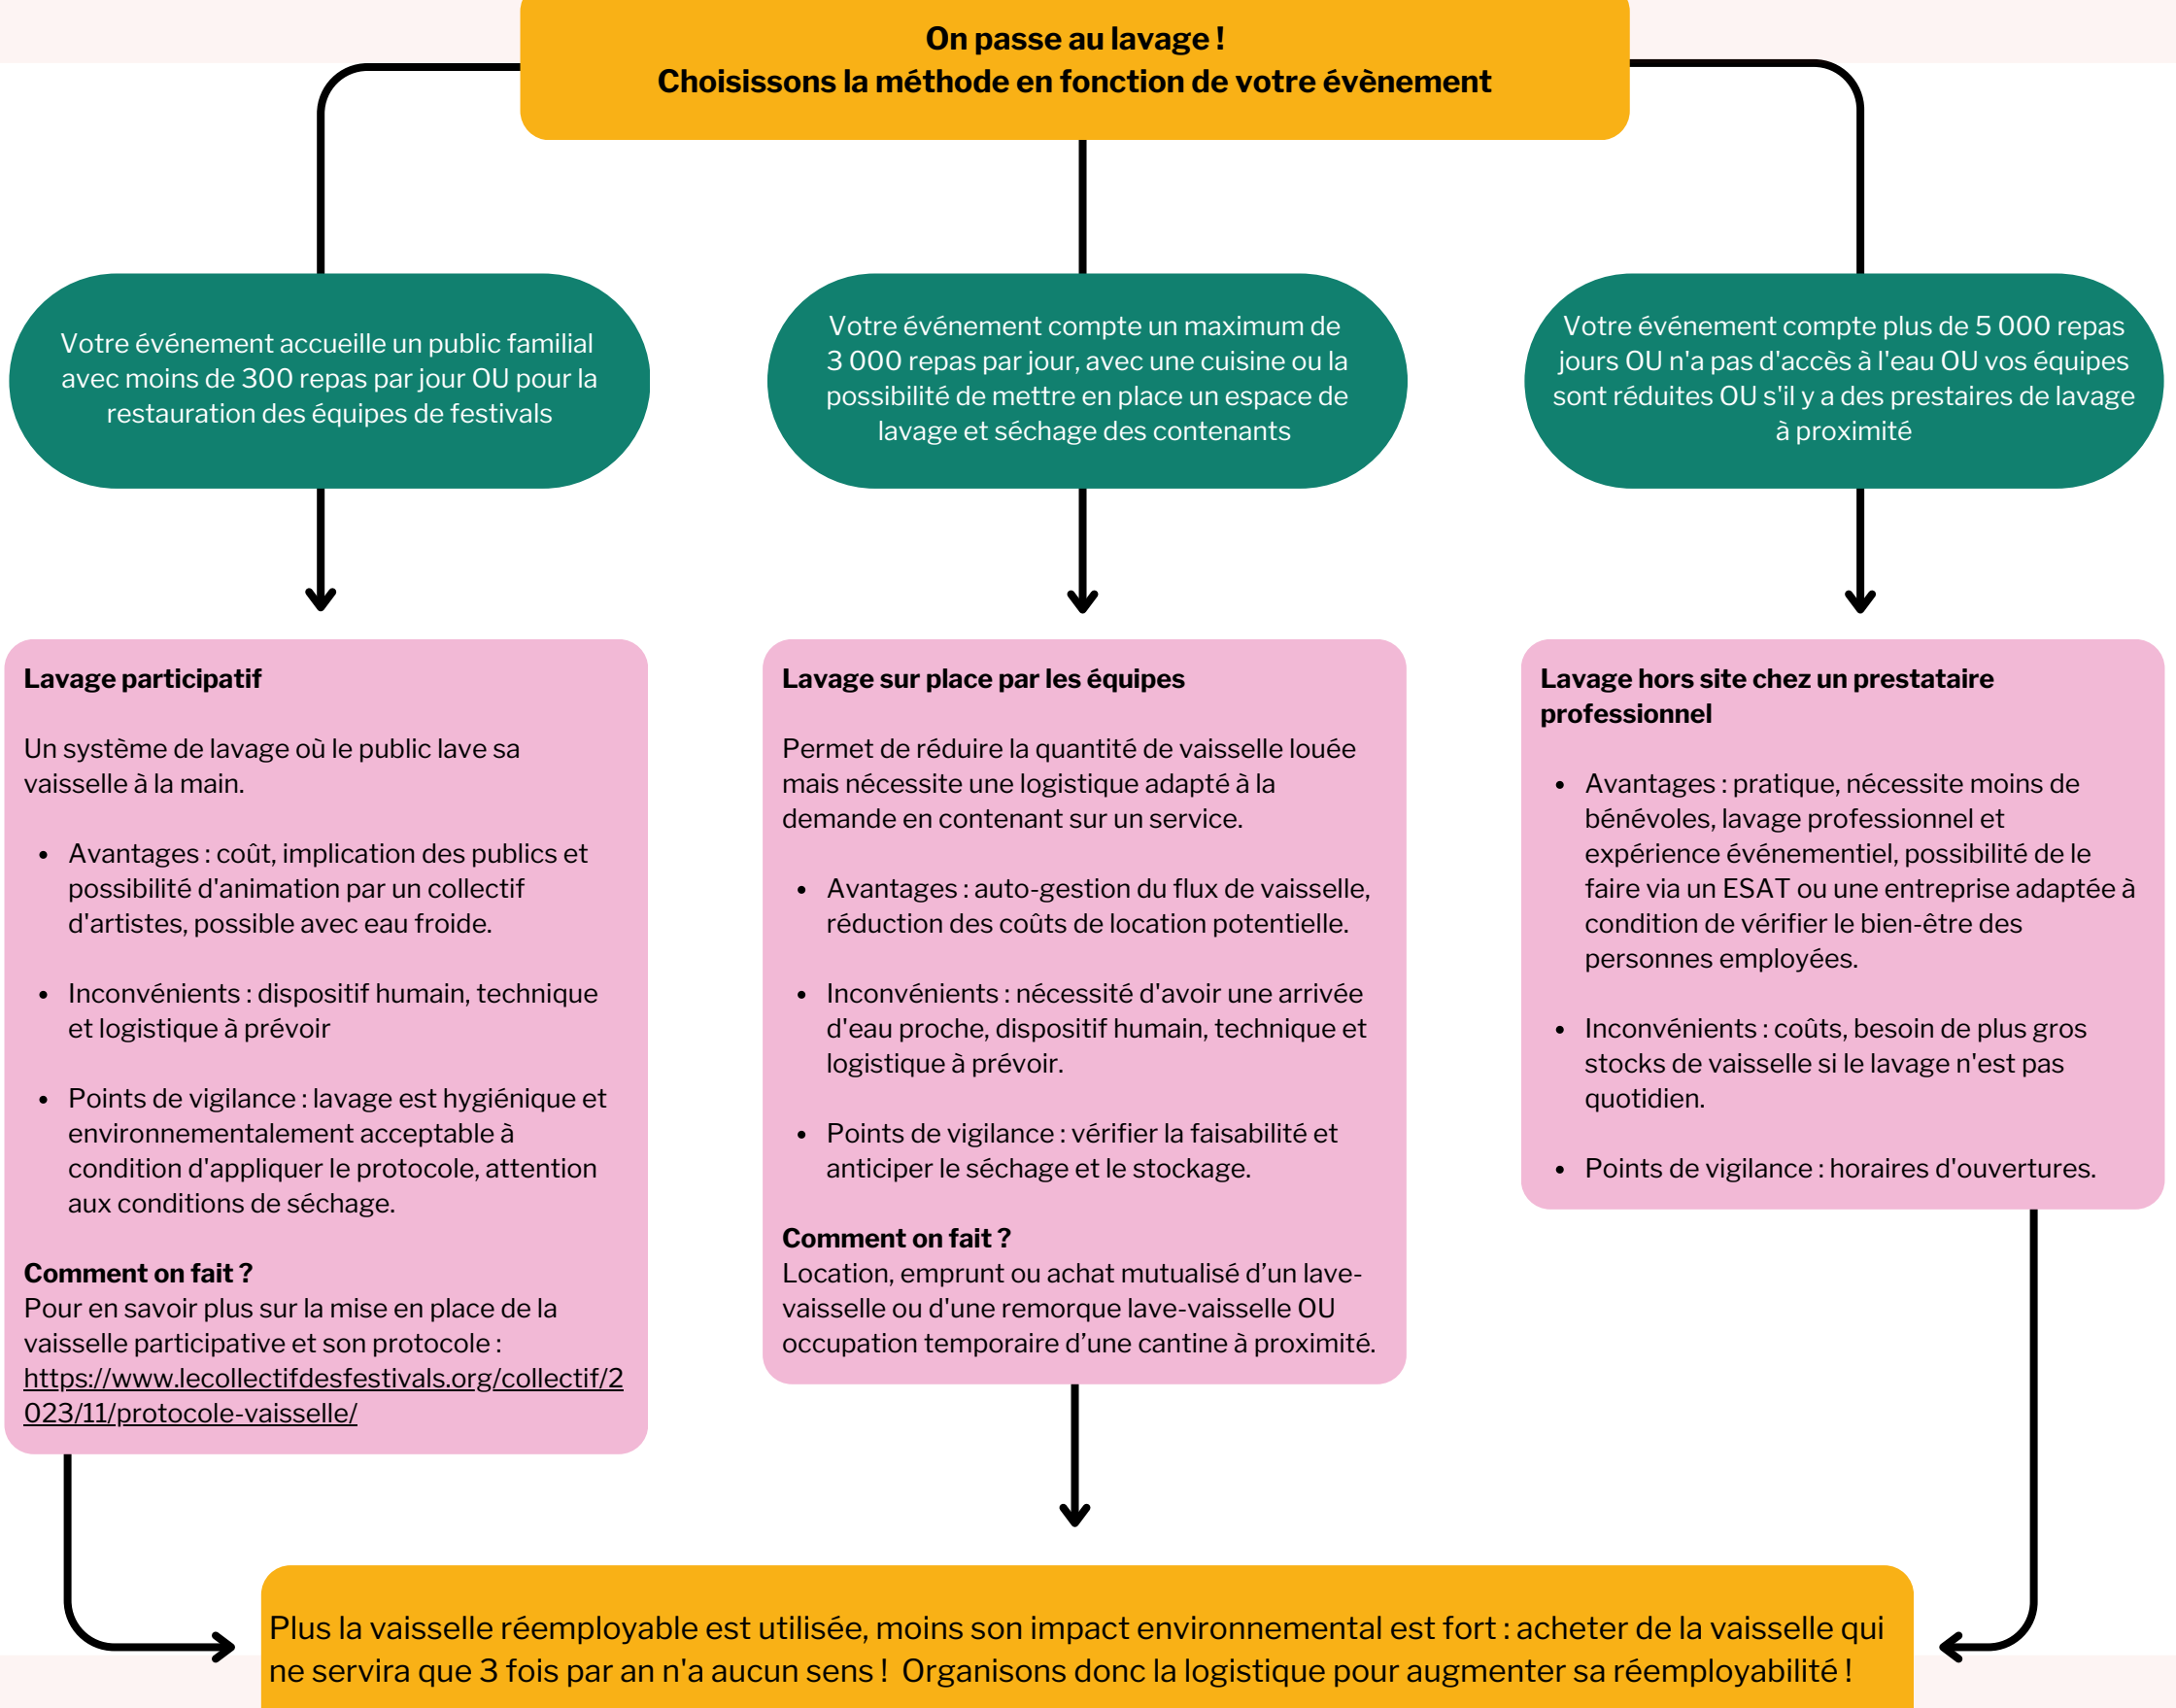 On passe au lavage !
Choisissons la méthode en fonction de votre évènement
Votre événement accueille un public familial
avec moins de 300 repas par jour OU pour la
restauration des équipes de festivals
Votre événement compte un maximum de
3 000 repas par jour, avec une cuisine ou la
possibilité de mettre en place un espace de
lavage et séchage des contenants
Votre événement compte plus de 5 000 repas
jours OU n'a pas d'accès à l'eau OU vos équipes
sont réduites OU s'il y a des prestaires de lavage
à proximité
Lavage participatif
Un système de lavage où le public lave sa
vaisselle à la main.
• Avantages : coût, implication des publics et
possibilité d'animation par un collectif
d'artistes, possible avec eau froide.
• Inconvénients : dispositif humain, technique
et logistique à prévoir
• Points de vigilance : lavage est hygiénique et
environnementalement acceptable à
condition d'appliquer le protocole, attention
aux conditions de séchage.
Comment on fait ?
Pour en savoir plus sur la mise en place de la
vaisselle participative et son protocole :
https://www.lecollectifdesfestivals.org/collectif/2
023/11/protocole-vaisselle/
Lavage sur place par les équipes
Permet de réduire la quantité de vaisselle louée
mais nécessite une logistique adapté à la
demande en contenant sur un service.
• Avantages : auto-gestion du flux de vaisselle,
réduction des coûts de location potentielle.
• Inconvénients : nécessité d'avoir une arrivée
d'eau proche, dispositif humain, technique et
logistique à prévoir.
• Points de vigilance : vérifier la faisabilité et
anticiper le séchage et le stockage.
Comment on fait ?
Location, emprunt ou achat mutualisé d’un lave-
vaisselle ou d'une remorque lave-vaisselle OU
occupation temporaire d’une cantine à proximité.
Lavage hors site chez un prestataire
professionnel
• Avantages : pratique, nécessite moins de
bénévoles, lavage professionnel et
expérience événementiel, possibilité de le
faire via un ESAT ou une entreprise adaptée à
condition de vérifier le bien-être des
personnes employées.
• Inconvénients : coûts, besoin de plus gros
stocks de vaisselle si le lavage n'est pas
quotidien.
• Points de vigilance : horaires d'ouvertures.
Plus la vaisselle réemployable est utilisée, moins son impact environnemental est fort : acheter de la vaisselle qui
ne servira que 3 fois par an n'a aucun sens ! Organisons donc la logistique pour augmenter sa réemployabilité !